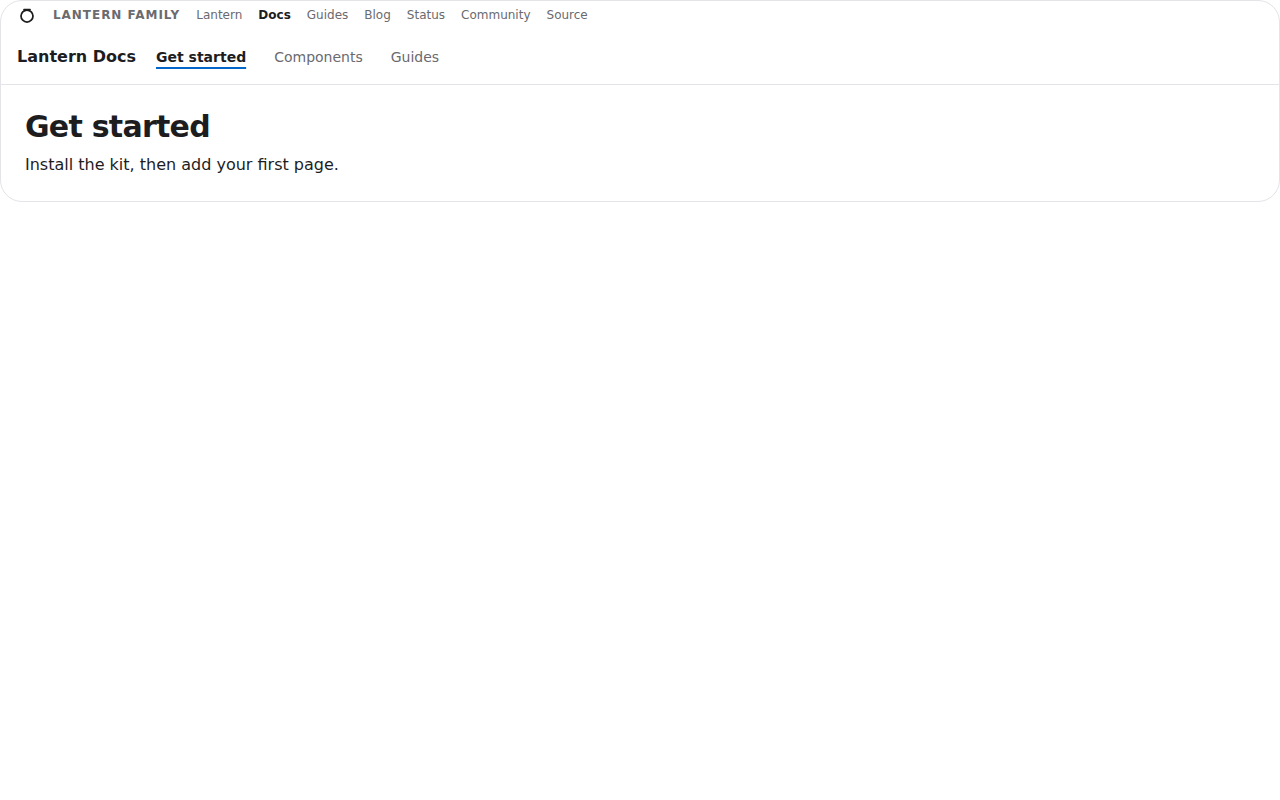 LANTERN FAMILY Lantern Docs Guides Blog Status Community Source
Lantern Docs Get started Components Guides
Get started
Install the kit, then add your first page.